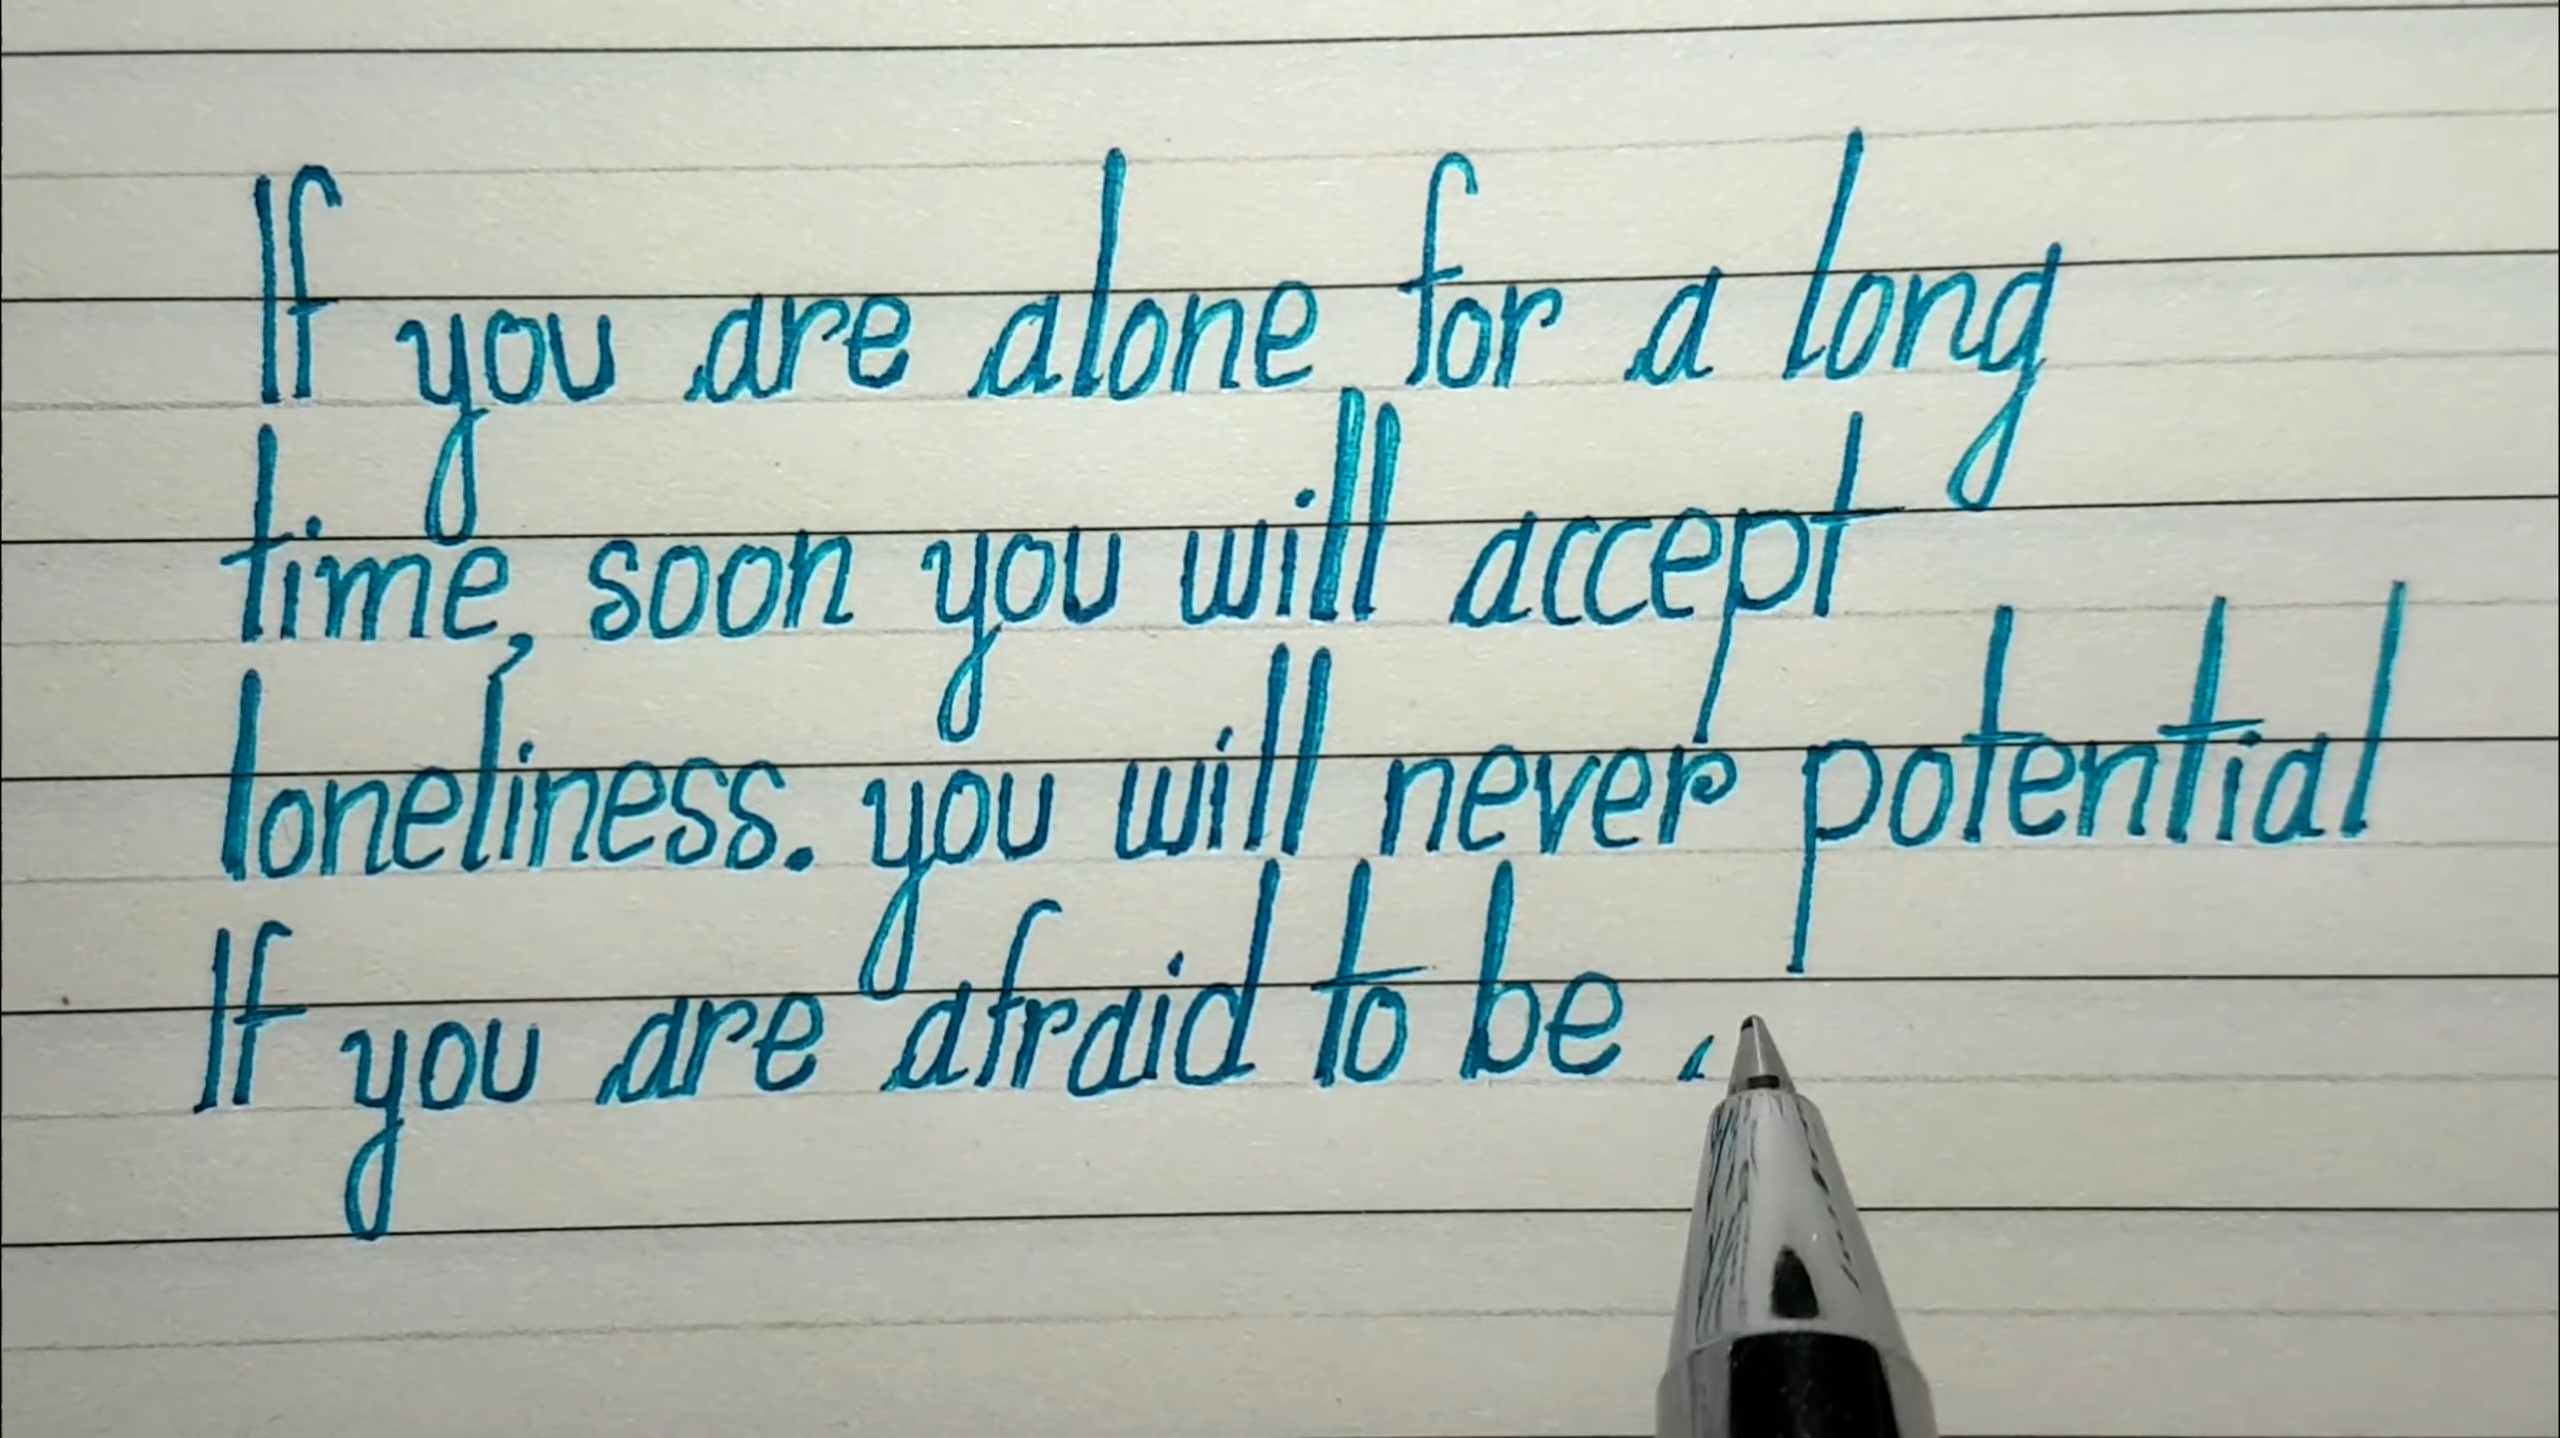 If you are alone for a long
time, soon you will accept
loneliness. you will never potential
If you are afraid to be